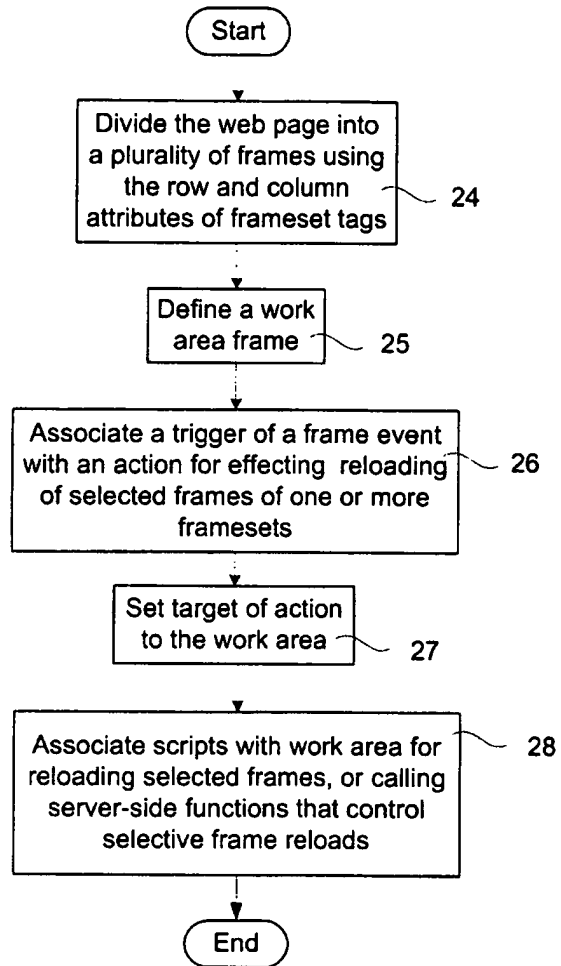 Start
Divide the web page into
a plurality of frames using
the row and column
attributes of frameset tags
24
Define a work
area frame
25
Associate a trigger of a frame event
with an action for effecting reloading
of selected frames of one or more
framesets
26
Set target of action
to the work area
27
Associate scripts with work area for
reloading selected frames, or calling
server-side functions that control
selective frame reloads
28
End